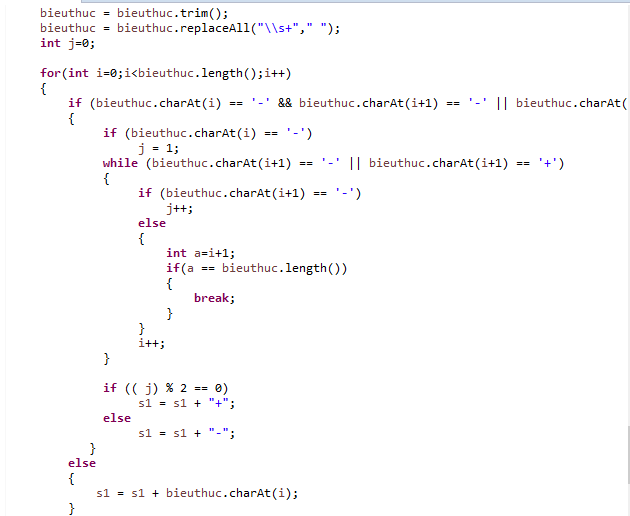 bieuthuc = bieuthuc.trim();
bieuthuc = bieuthuc.replaceAll("\\s+"," ");
int j=0;
for(int i=0;i<bieuthuc.length();i++)
{
if (bieuthuc.charAt(i) == '-' && bieuthuc.charAt(i+1) == '-' || bieuthuc.charAt(
{
if (bieuthuc.charAt(i) == '-')
j = 1;
while (bieuthuc.charAt(i+1) == '-' || bieuthuc.charAt(i+1) == '+')
{
if (bieuthuc.charAt(i+1) == '-')
j++;
else
{
int a=i+1;
if(a == bieuthuc.length())
{
break;
}
}
i++;
}
if (( j) % 2 == 0)
s1 = s1 + "+";
else
s1 = s1 + "-";
}
else
{
s1 = s1 + bieuthuc.charAt(i);
}